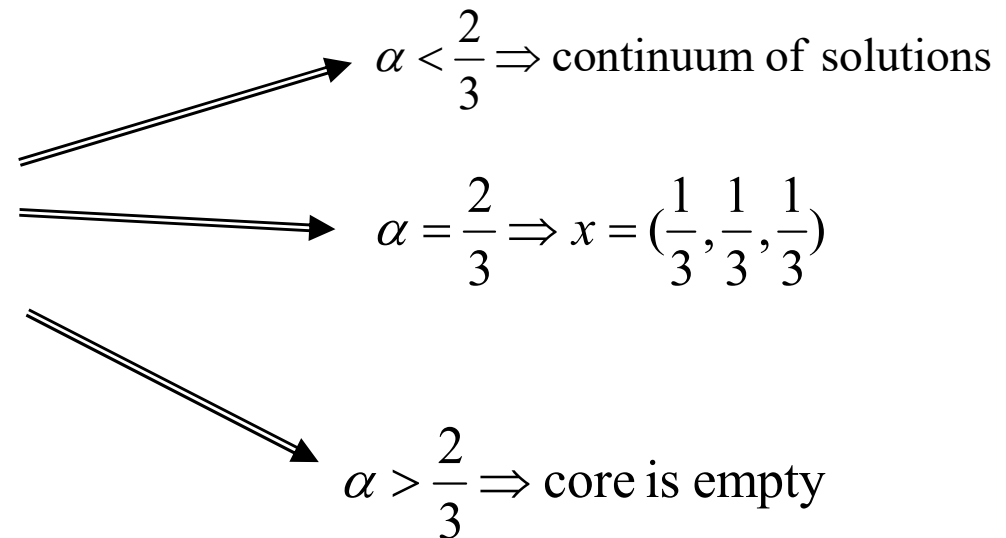 α < 2/3 ⇒ continuum of solutions
α = 2/3 ⇒ x = (1/3, 1/3, 1/3)
α > 2/3 ⇒ core is empty